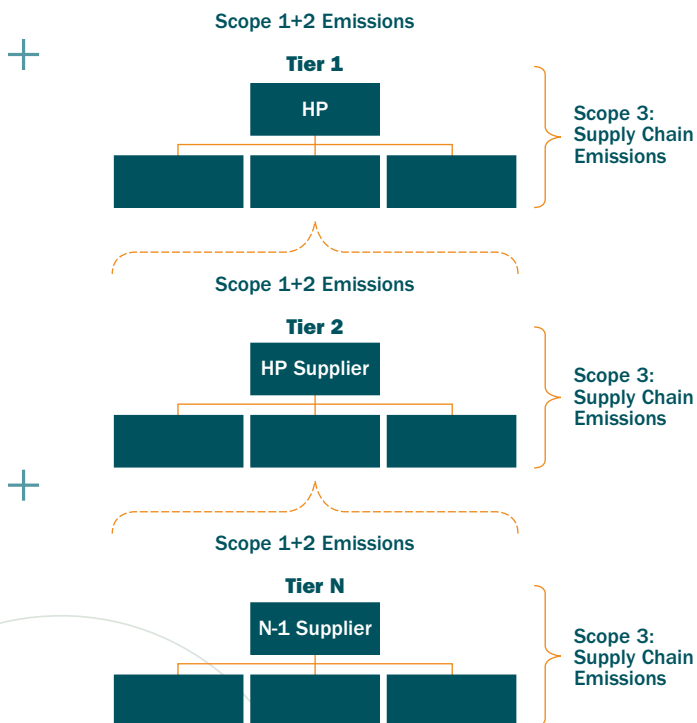 Scope 1+2 Emissions
Tier 1
HP
Scope 3:
Supply Chain
Emissions
Scope 1+2 Emissions
Tier 2
HP Supplier
Scope 3:
Supply Chain
Emissions
Scope 1+2 Emissions
Tier N
N-1 Supplier
Scope 3:
Supply Chain
Emissions